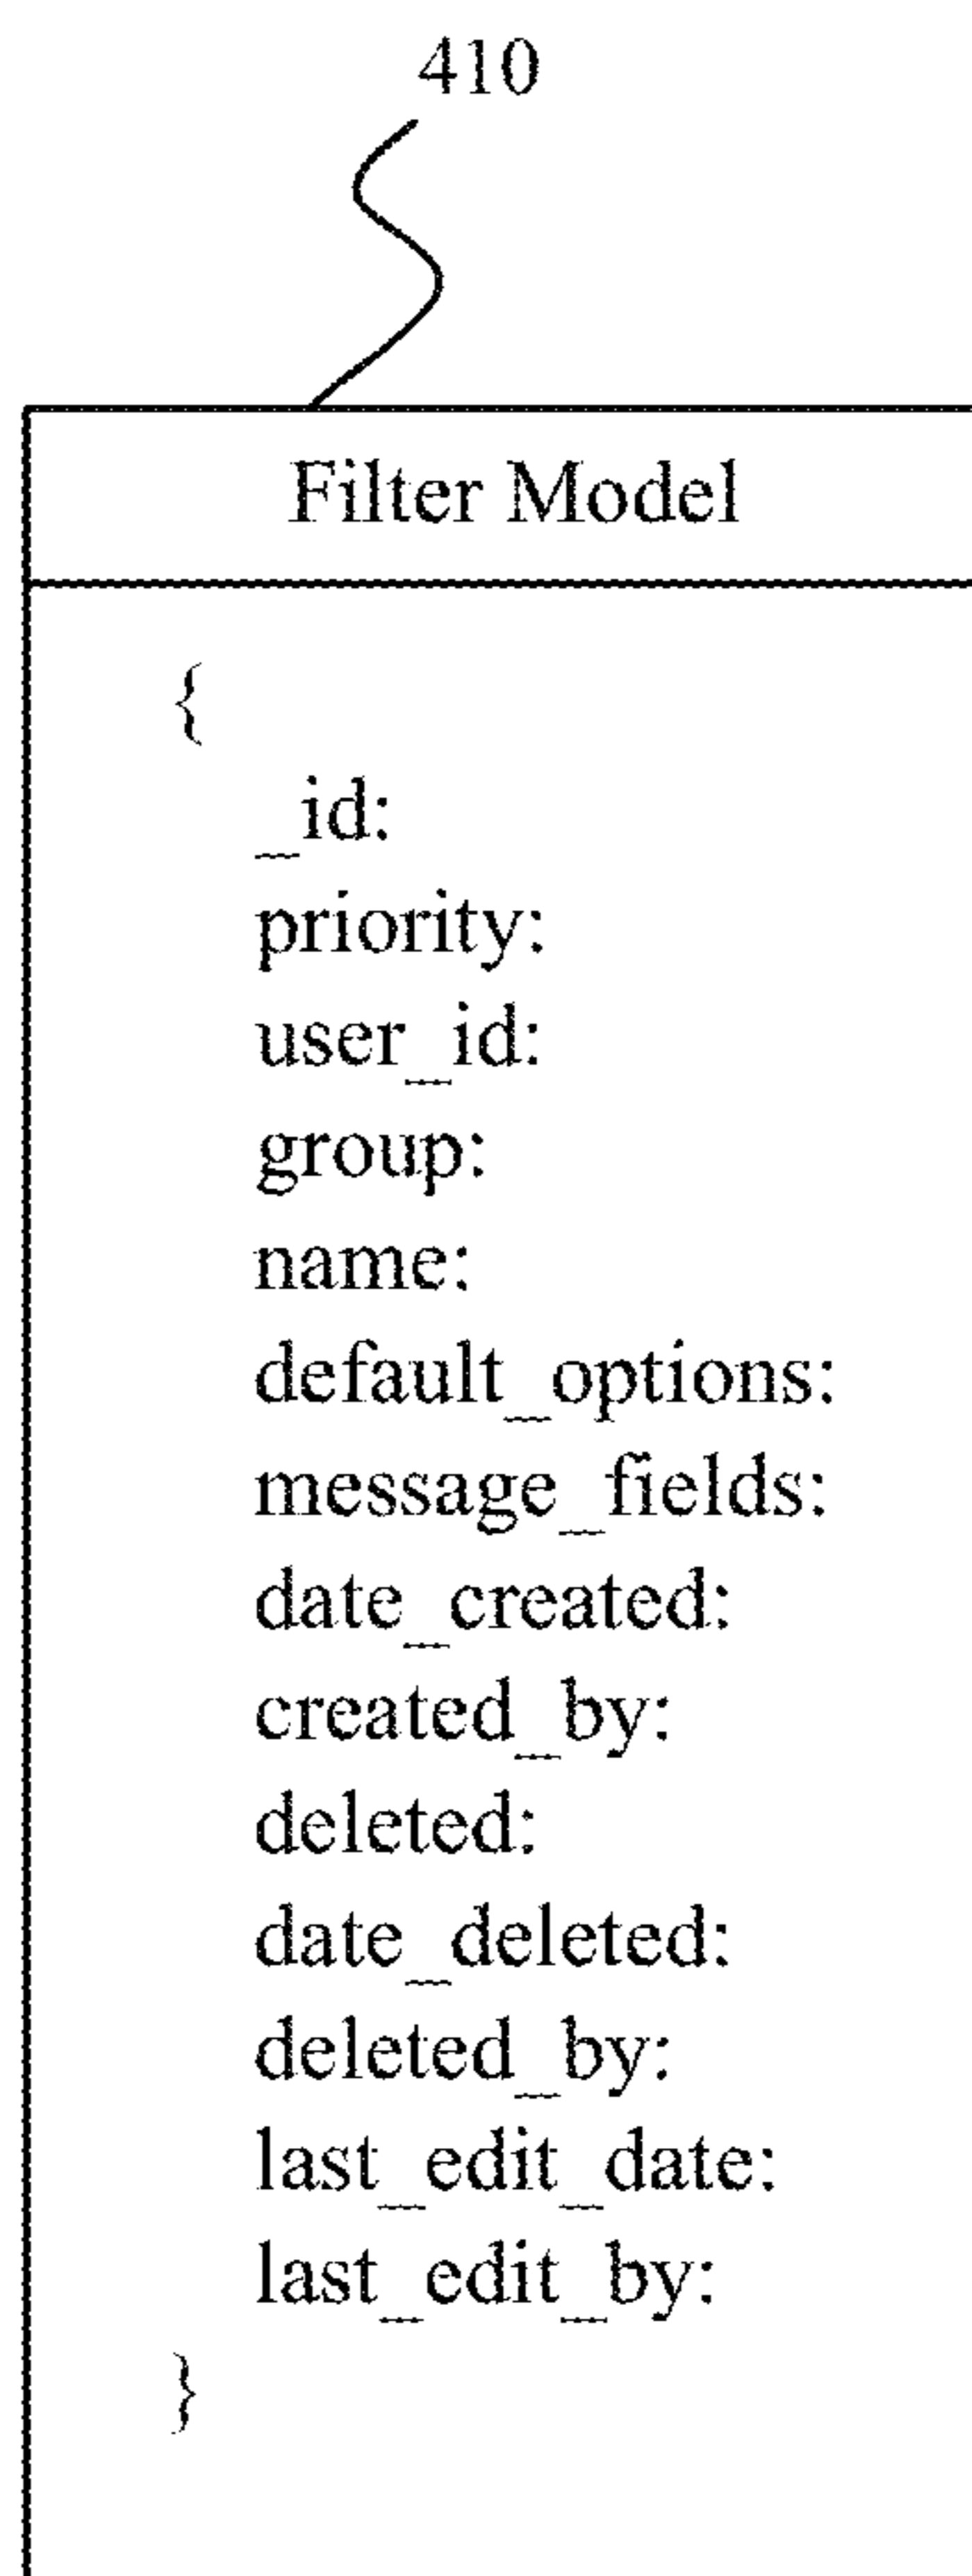 410
Filter Model
{
_id:
priority:
user_id:
group:
name:
default_options:
message_fields:
date_created:
created_by:
deleted:
date_deleted:
deleted_by:
last_edit_date:
last_edit_by:
}